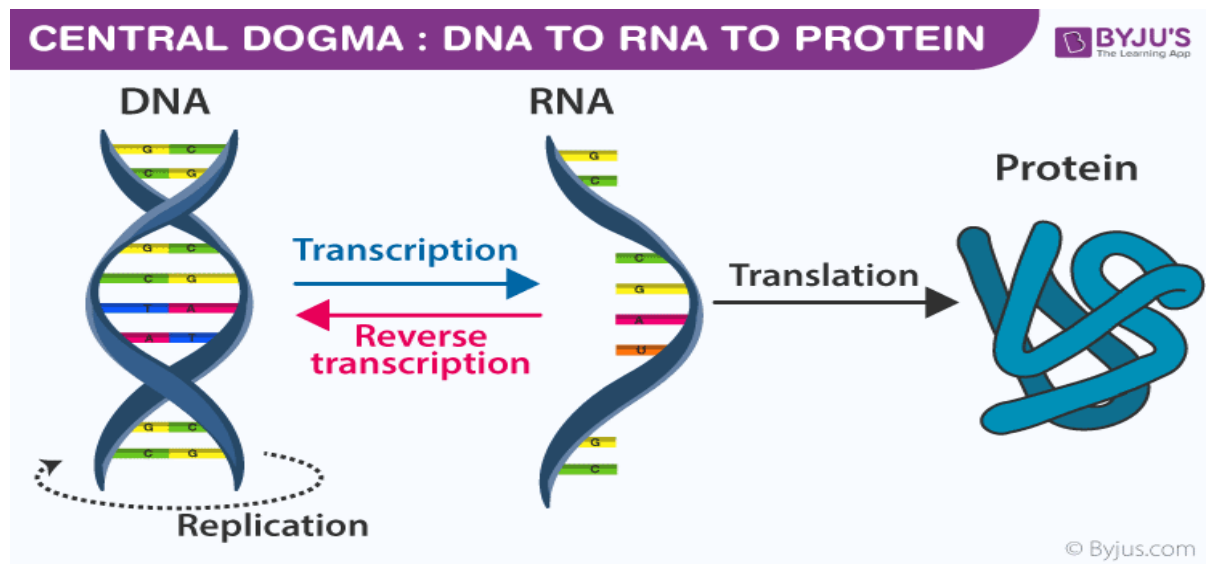 CENTRAL DOGMA : DNA TO RNA TO PROTEIN
BYJU'S
The Learning App
DNA
RNA
Protein
G C
C G
G C
C G
T A
A T
G C
C G
Transcription
Reverse
transcription
G
C
C
G
A
U
G
C
Translation
Replication
© Byjus.com